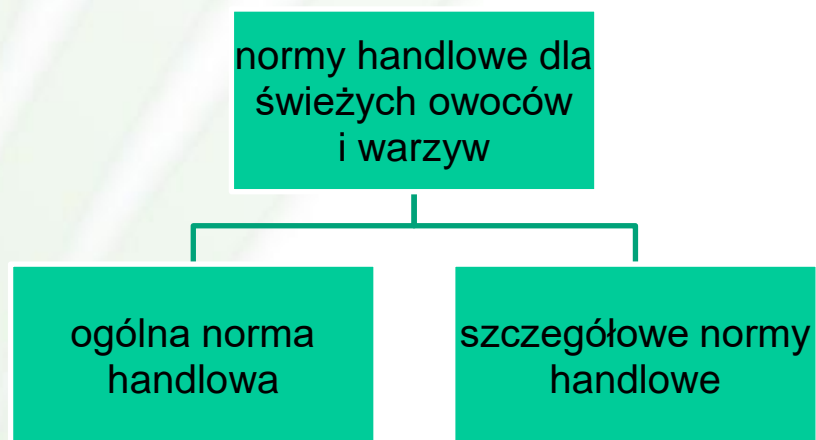 normy handlowe dla
świeżych owoców
i warzyw
ogólna norma
handlowa
szczegółowe normy
handlowe